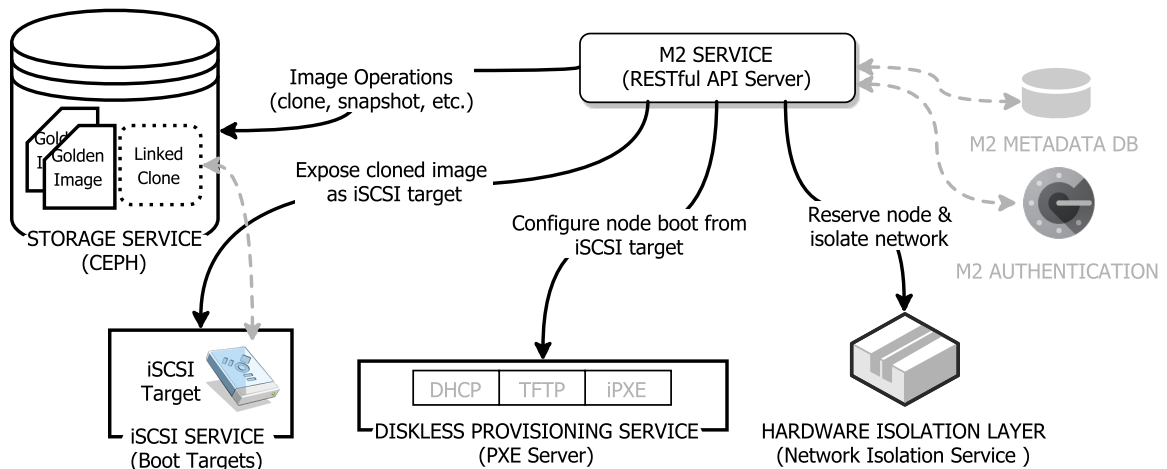 M2 SERVICE
(RESTful API Server)
Image Operations
(clone, snapshot, etc.)
M2 METADATA DB
Gold
I
Golden
Image
Linked
Clone
Expose cloned image
as iSCSI target
Configure node boot from
iSCSI target
Reserve node &
isolate network
STORAGE SERVICE
(CEPH)
M2 AUTHENTICATION
iSCSI
Target
DHCP
TFTP
iPXE
iSCSI SERVICE
(Boot Targets)
DISKLESS PROVISIONING SERVICE
(PXE Server)
HARDWARE ISOLATION LAYER
(Network Isolation Service )